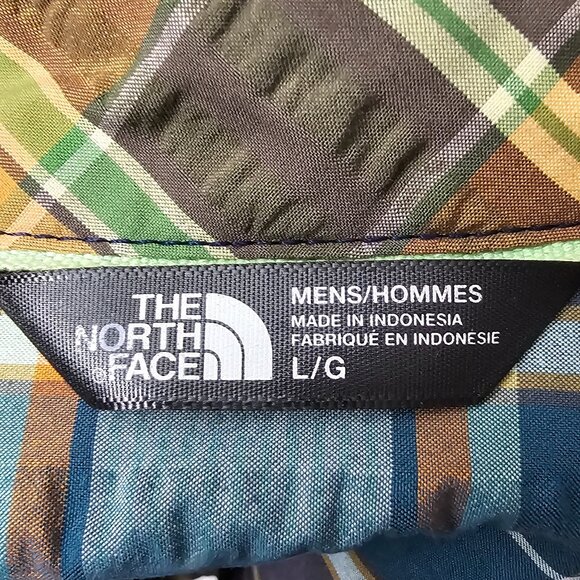 THE
NORTH
FACE
MENS/HOMMES
MADE IN INDONESIA
FABRIQUÉ EN INDONESIE
L/G